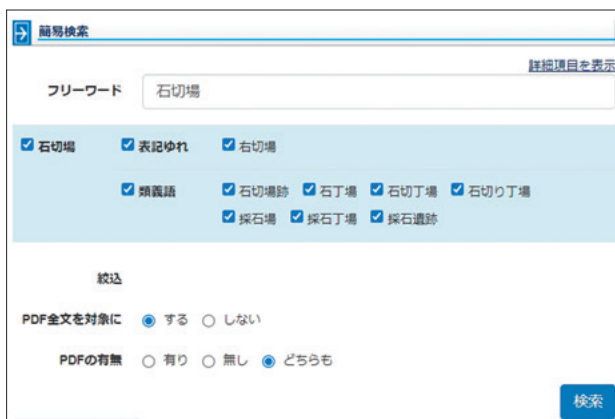 簡易検索
詳細項目を表示
フリーワード 石切場
石切場 表記ゆれ 右切場
類義語 石切場跡 石丁場 石切丁場 石切り丁場
採石場 採石丁場 採石遺跡
絞込
PDF全文を対象に する しない
PDFの有無 有り 無し どちらも
検索